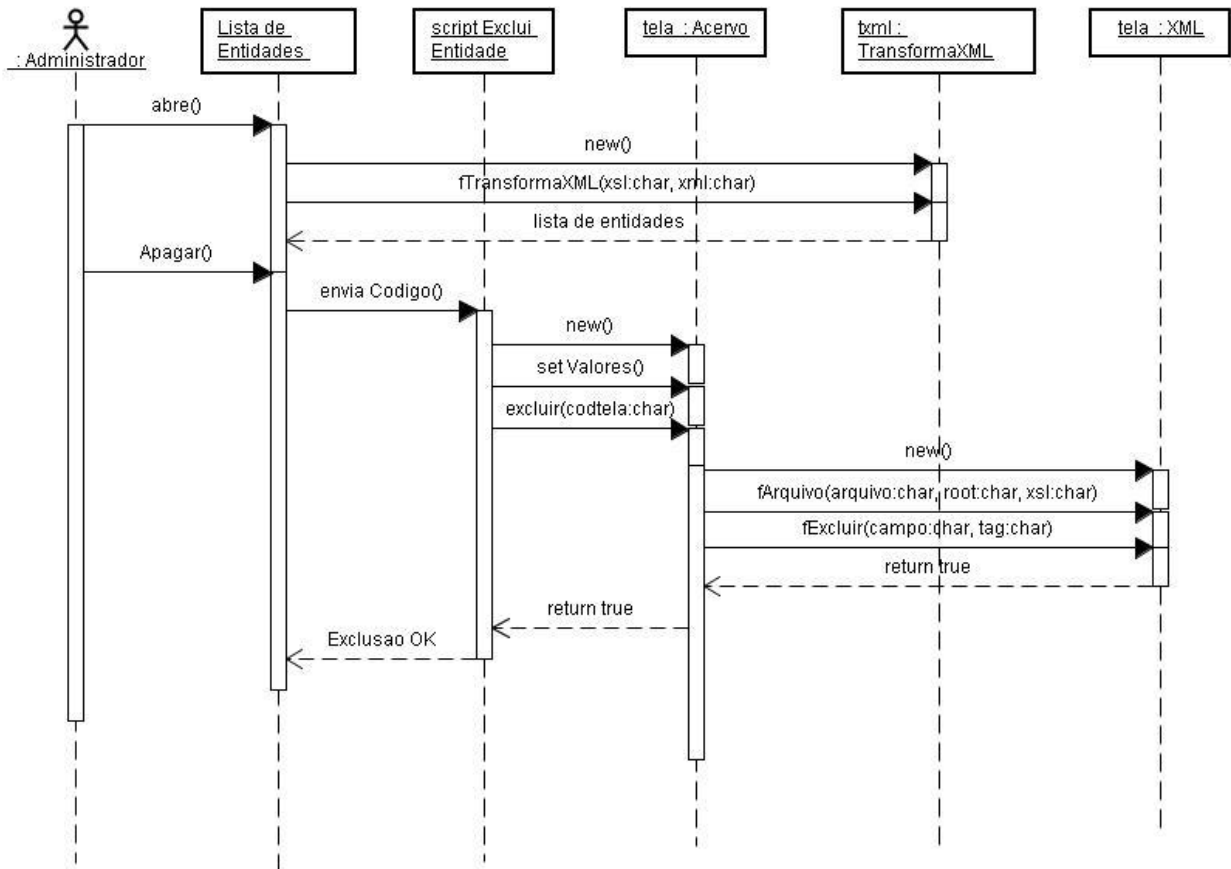 : Administrador
Lista de
Entidades
script Exclui
Entidade
tela : Acervo
txml :
TransformaXML
tela : XML
abre()
new()
fTransformaXML(xsl:char, xml:char)
lista de entidades
Apagar()
envia Codigo()
new()
set Valores()
excluir(codtela:char)
new()
fArquivo(arquivo:char, root:char, xsl:char)
fExcluir(campo:char, tag:char)
return true
return true
Exclusao OK